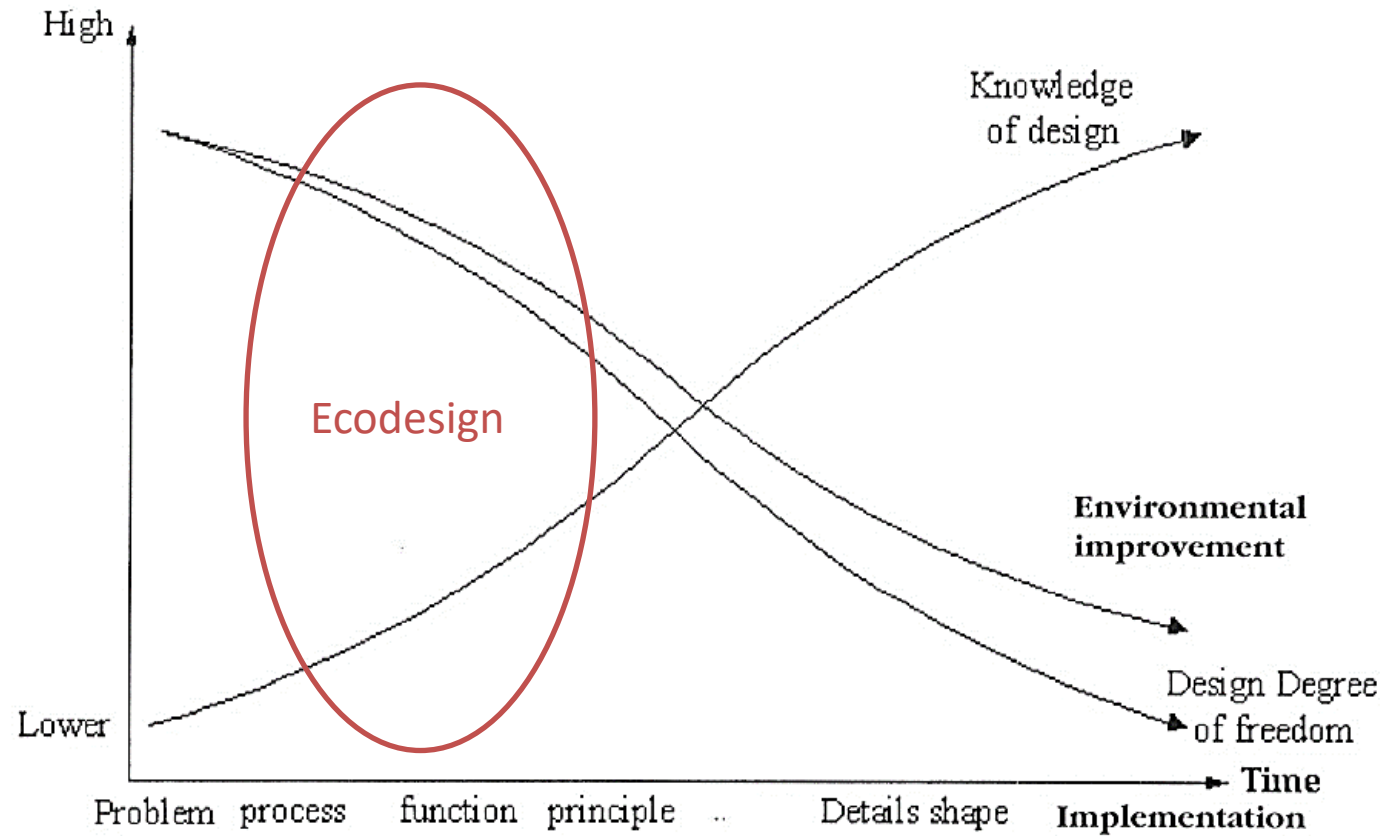 High
Knowledge
of design
Ecodesign
Environmental
improvement
Design Degree
of freedom
Lower
Time
Problem process function principle .. Details shape Implementation